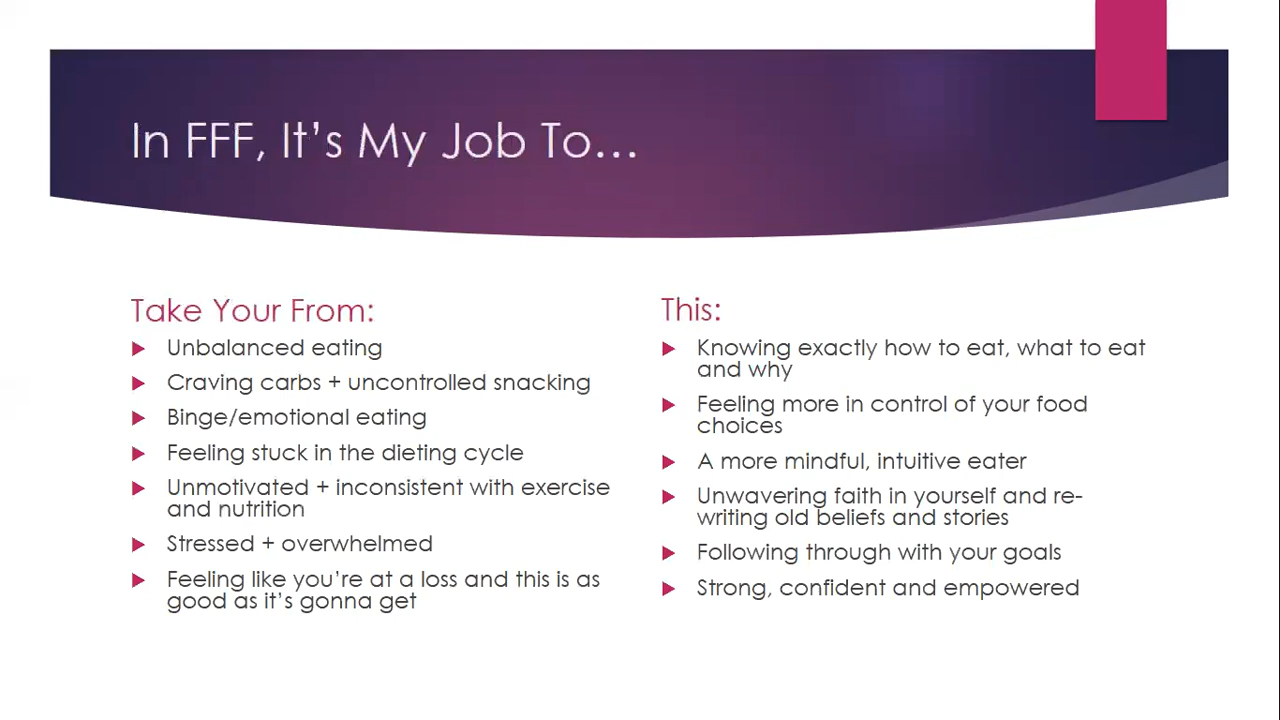 In FFF, It’s My Job To…
Take Your From:
Unbalanced eating
Craving carbs + uncontrolled snacking
Binge/emotional eating
Feeling stuck in the dieting cycle
Unmotivated + inconsistent with exercise
and nutrition
Stressed + overwhelmed
Feeling like you’re at a loss and this is as
good as it’s gonna get
This:
Knowing exactly how to eat, what to eat
and why
Feeling more in control of your food
choices
A more mindful, intuitive eater
Unwavering faith in yourself and re-
writing old beliefs and stories
Following through with your goals
Strong, confident and empowered